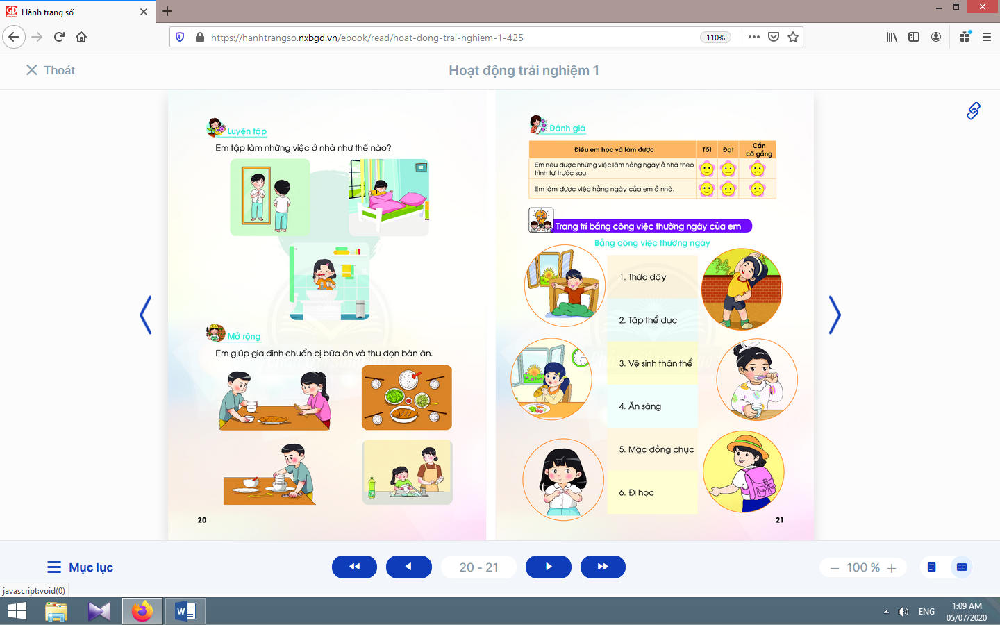 Hành trang số
https://hanhtrangso.nxbgd.vn/ebook/read/hoat-dong-trai-nghiem-1-425
110%
Thoát
Hoạt động trải nghiệm 1
Luyện tập
Em tập làm những việc ở nhà như thế nào?
Mở rộng
Em giúp gia đình chuẩn bị bữa ăn và thu dọn bàn ăn.
20
Đánh giá
Điều em học và làm được
Tốt
Đạt
Cần
cố gắng
Em nêu được những việc làm hằng ngày ở nhà theo
trình tự trước sau.
Em làm được việc hằng ngày của em ở nhà.
Trang trí bảng công việc thường ngày của em
Bảng công việc thường ngày
1. Thức dậy
2. Tập thể dục
3. Vệ sinh thân thể
4. Ăn sáng
5. Mặc đồng phục
6. Đi học
21
Mục lục
20 - 21
100 %
javascript:void(0)
ENG
1:09 AM
05/07/2020